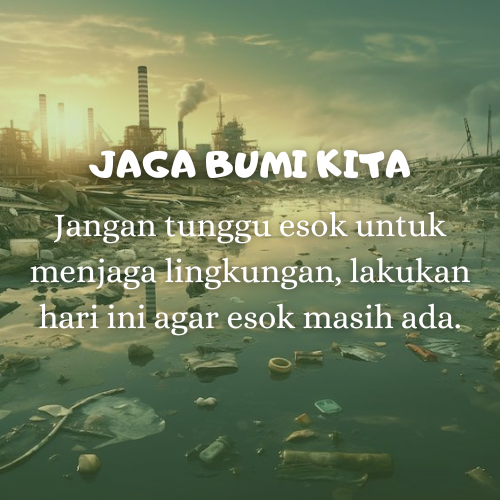 JAGA BUMI KITA
Jangan tunggu esok untuk
menjaga lingkungan, lakukan
hari ini agar esok masih ada.